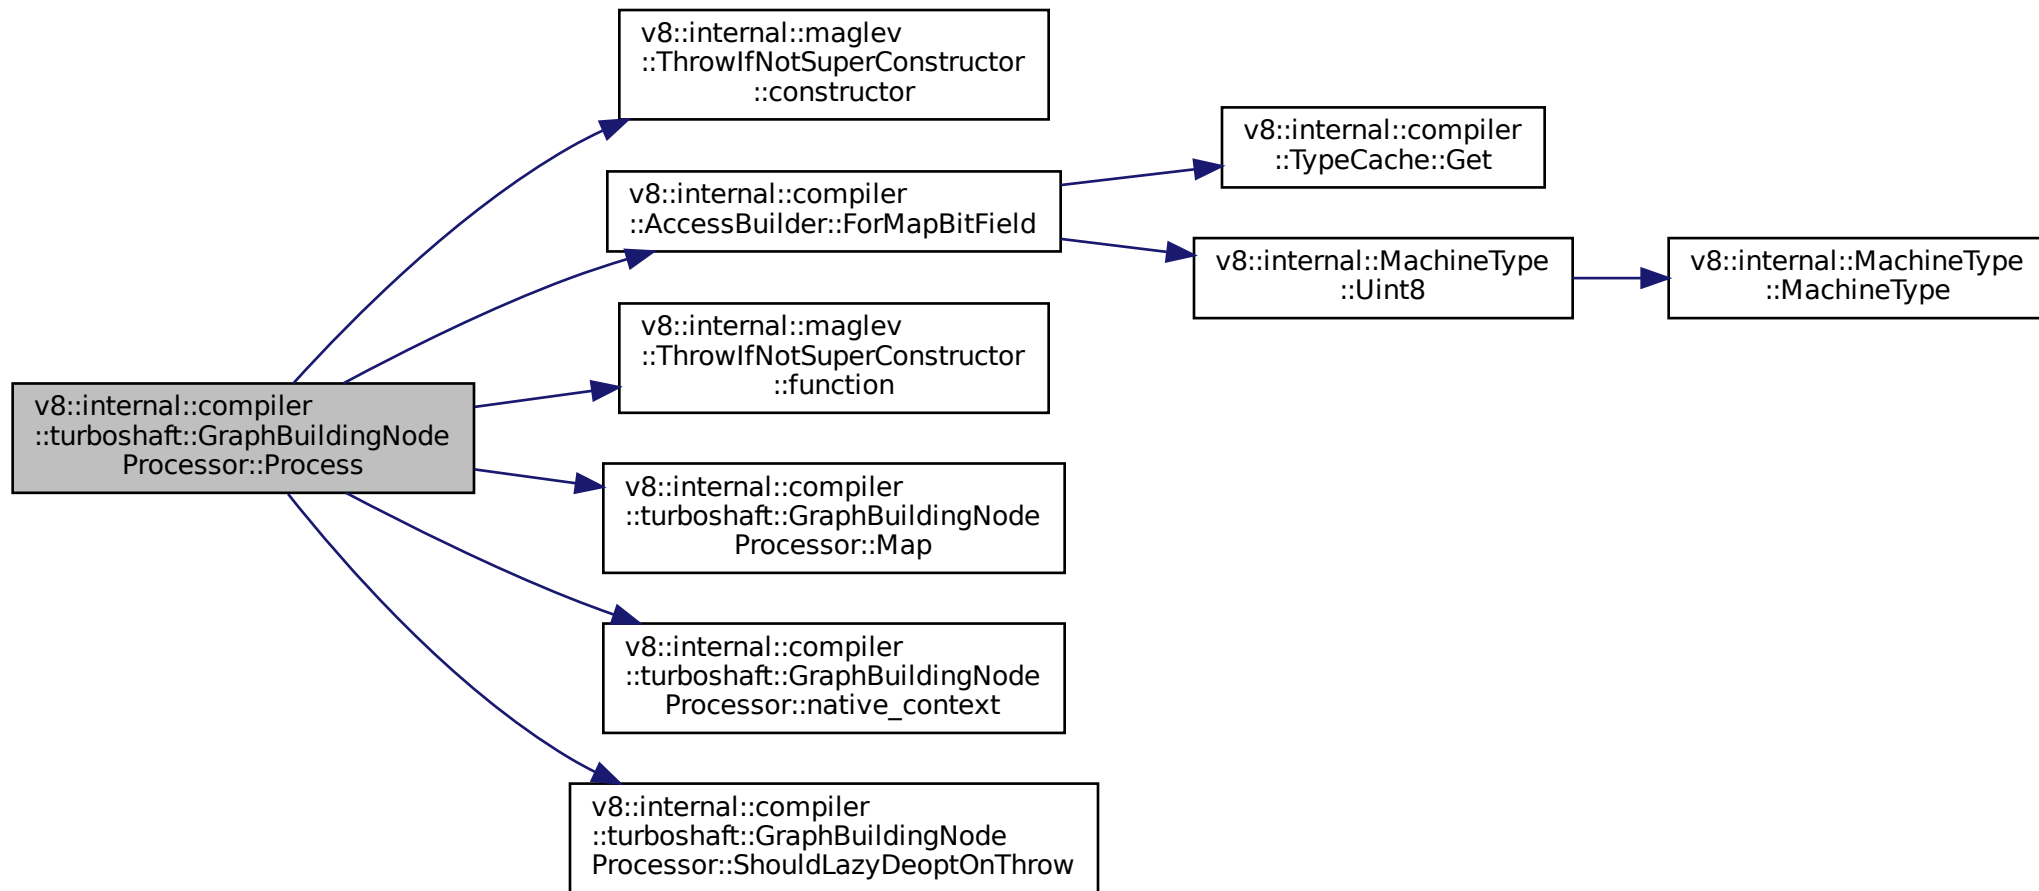 v8::internal::maglev
::ThrowIfNotSuperConstructor
::constructor
v8::internal::compiler
::TypeCache::Get
v8::internal::compiler
::AccessBuilder::ForMapBitField
v8::internal::MachineType
::Uint8
v8::internal::MachineType
::MachineType
v8::internal::maglev
::ThrowIfNotSuperConstructor
::function
v8::internal::compiler
::turboshaft::GraphBuildingNode
Processor::Process
v8::internal::compiler
::turboshaft::GraphBuildingNode
Processor::Map
v8::internal::compiler
::turboshaft::GraphBuildingNode
Processor::native_context
v8::internal::compiler
::turboshaft::GraphBuildingNode
Processor::ShouldLazyDeoptOnThrow